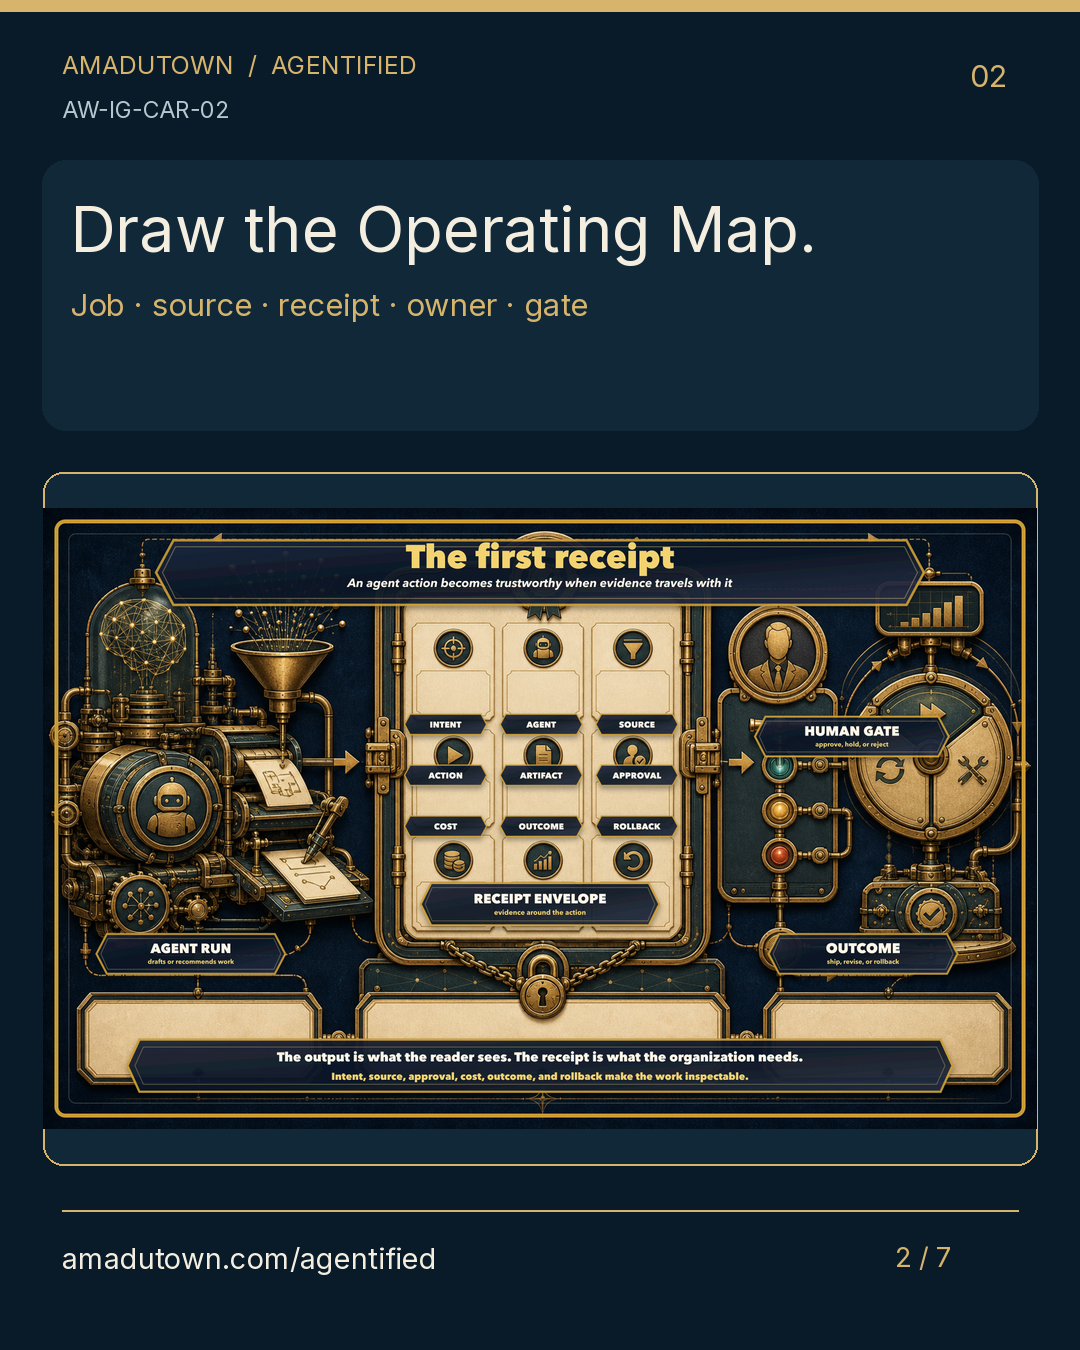 AMADUTOWN / AGENTIFIED
02
AW-IG-CAR-02
Draw the Operating Map.
Job · source · receipt · owner · gate
The first receipt
An agent action becomes trustworthy when evidence travels with it
INTENT
AGENT
SOURCE
ACTION
ARTIFACT
APPROVAL
COST
OUTCOME
ROLLBACK
RECEIPT ENVELOPE
evidence around the action
HUMAN GATE
approve, hold, or reject
AGENT RUN
drafts or recommends work
OUTCOME
ship, revise, or rollback
The output is what the reader sees. The receipt is what the organization needs.
Intent, source, approval, cost, outcome, and rollback make the work inspectable.
amadutown.com/agentified
2 / 7